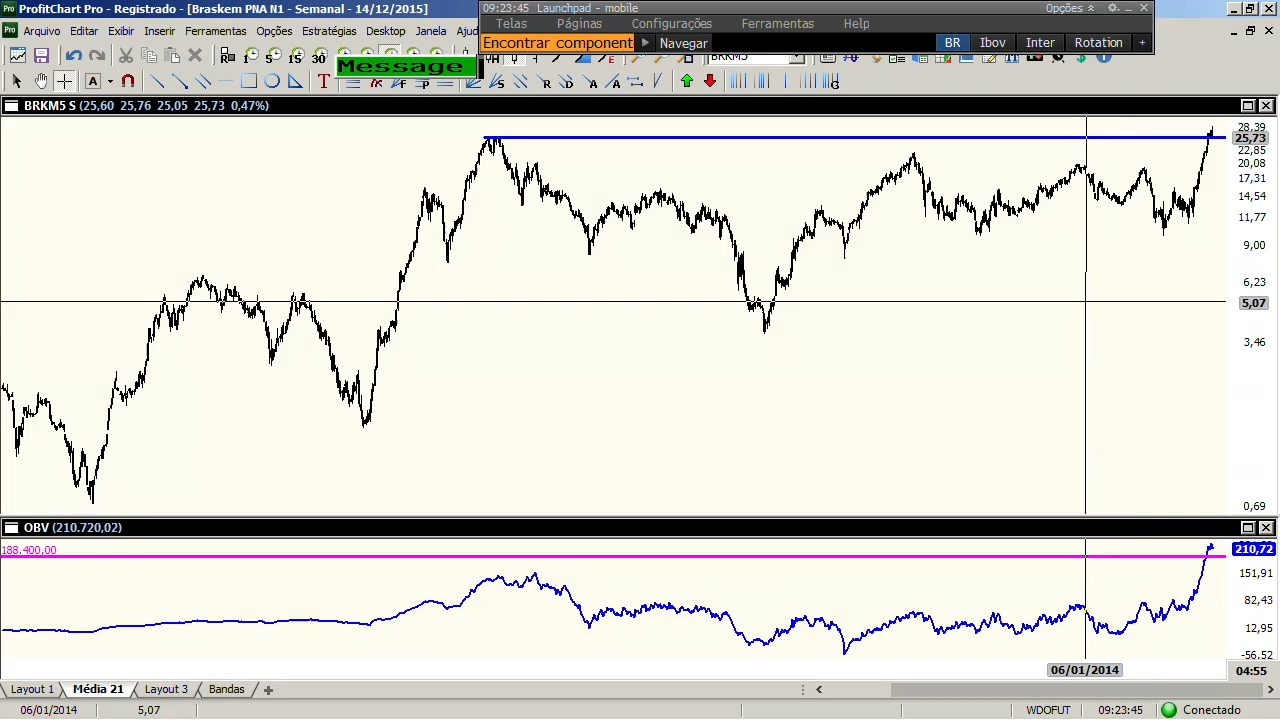 ProfitChart Pro - Registrado - [Braskem PNA N1 - Semanal - 14/12/2015]
09:23:45 Launchpad - mobile
Opções
Telas Páginas Configurações Ferramentas Help
Arquivo Editar Exibir Inserir Ferramentas Opções Estratégias Desktop Janela
Encontrar component Navegar BR Ibov Inter Rotation +
Message
BRKM5 S (25,60 25,76 25,05 25,73 0,47%)
28,39
25,73
22,85
20,08
17,31
14,54
11,77
9,00
6,23
5,07
3,46
0,69
OBV (210.720,02)
188.400,00
210,72
151,91
82,43
12,95
-56,52
06/01/2014
04:55
Layout 1 Média 21 Layout 3 Bandas
06/01/2014 5,07 WDOFUT 09:23:45 Conectado